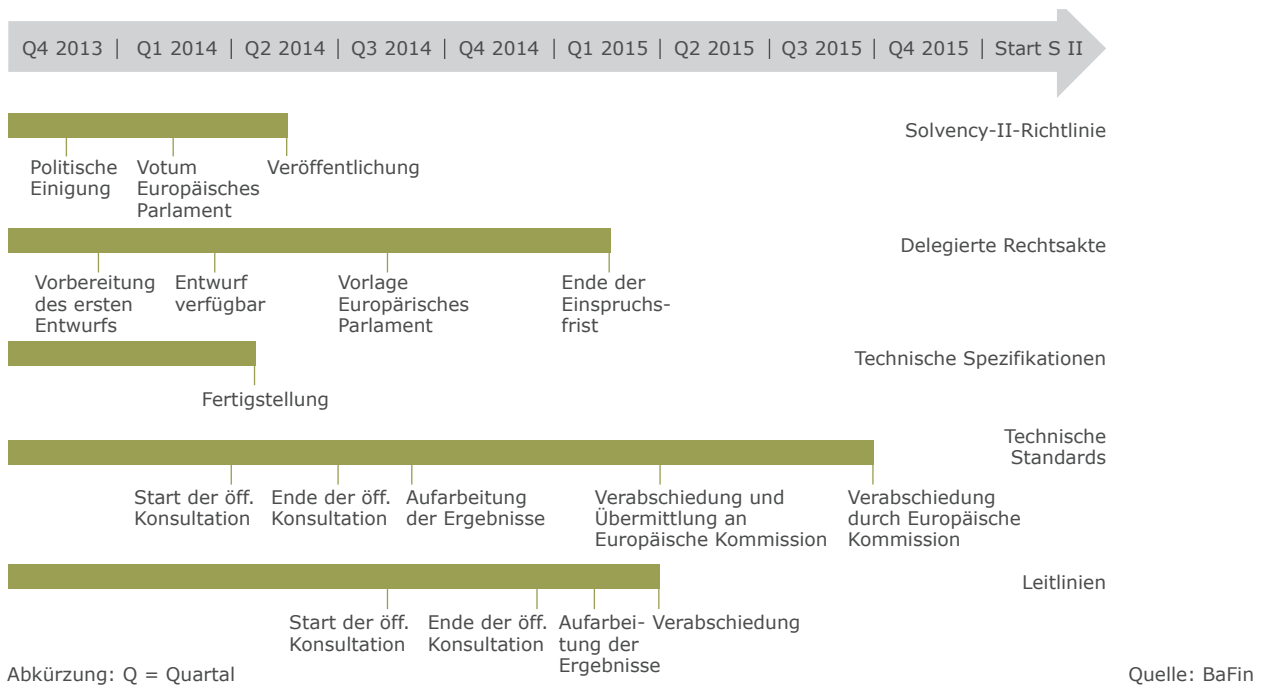 Q4 2013 | Q1 2014 | Q2 2014 | Q3 2014 | Q4 2014 | Q1 2015 | Q2 2015 | Q3 2015 | Q4 2015 | Start S II
Solvency-II-Richtlinie
Politische
Einigung
Votum
Europäisches
Parlament
Veröffentlichung
Delegierte Rechtsakte
Vorbereitung
des ersten
Entwurfs
Entwurf
verfügbar
Vorlage
Europärisches
Parlament
Ende der
Einspruchs-
frist
Technische Spezifikationen
Fertigstellung
Technische
Standards
Start der öff.
Konsultation
Ende der öff.
Konsultation
Aufarbeitung
der Ergebnisse
Verabschiedung und
Übermittlung an
Europäische Kommission
Verabschiedung
durch Europäische
Kommission
Leitlinien
Start der öff.
Konsultation
Ende der öff.
Konsultation
Aufarbei-
tung der
Ergebnisse
Verabschiedung
Abkürzung: Q = Quartal
Quelle: BaFin